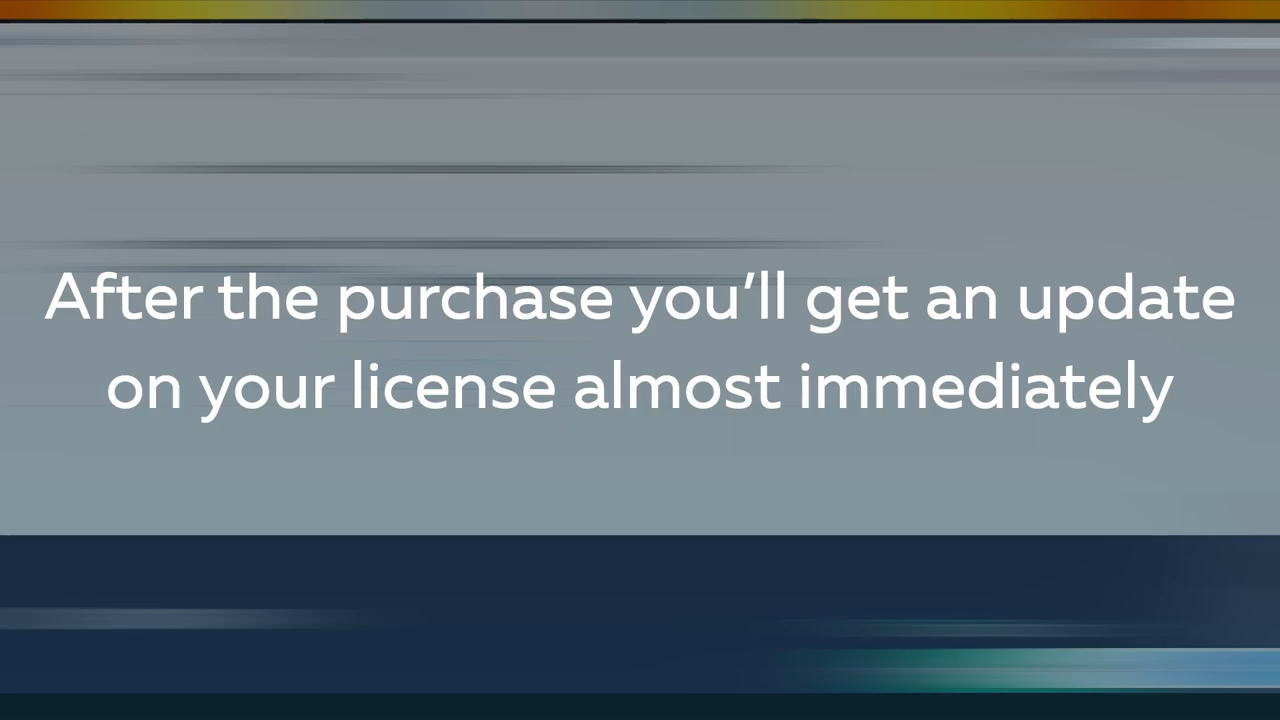 After the purchase you’ll get an update
on your license almost immediately